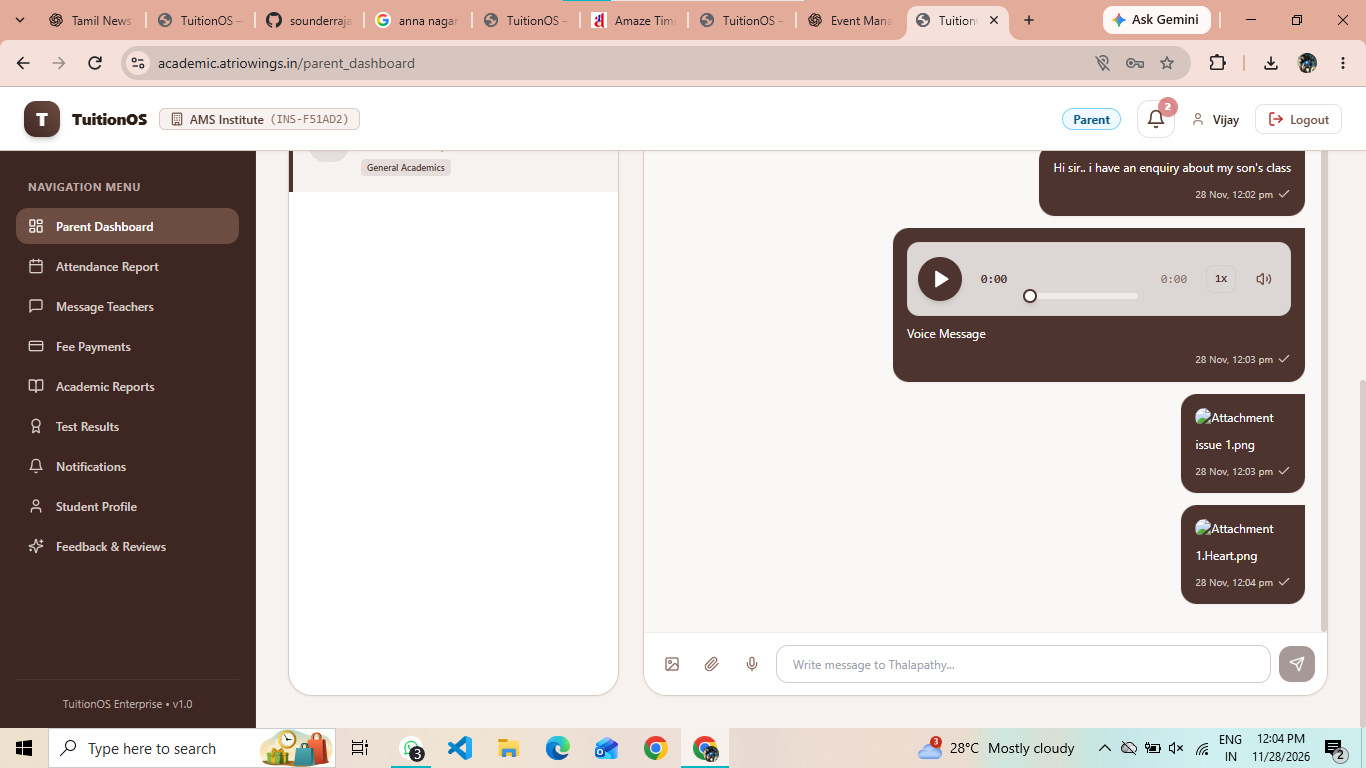 Tamil News
TuitionOS –
sounderraja
anna nagar
TuitionOS –
Amaze Time
TuitionOS –
Event Mana
Tuition
Ask Gemini
academic.atriowings.in/parent_dashboard
T
TuitionOS
AMS Institute (INS-F51AD2)
Parent
2
Vijay
Logout
NAVIGATION MENU
Parent Dashboard
Attendance Report
Message Teachers
Fee Payments
Academic Reports
Test Results
Notifications
Student Profile
Feedback & Reviews
TuitionOS Enterprise • v1.0
General Academics
Hi sir.. i have an enquiry about my son's class
28 Nov, 12:02 pm
0:00
0:00
1x
Voice Message
28 Nov, 12:03 pm
Attachment
issue 1.png
28 Nov, 12:03 pm
Attachment
1.Heart.png
28 Nov, 12:04 pm
Write message to Thalapathy...
Type here to search
3
3
28°C Mostly cloudy
ENG
IN
12:04 PM
11/28/2026
2